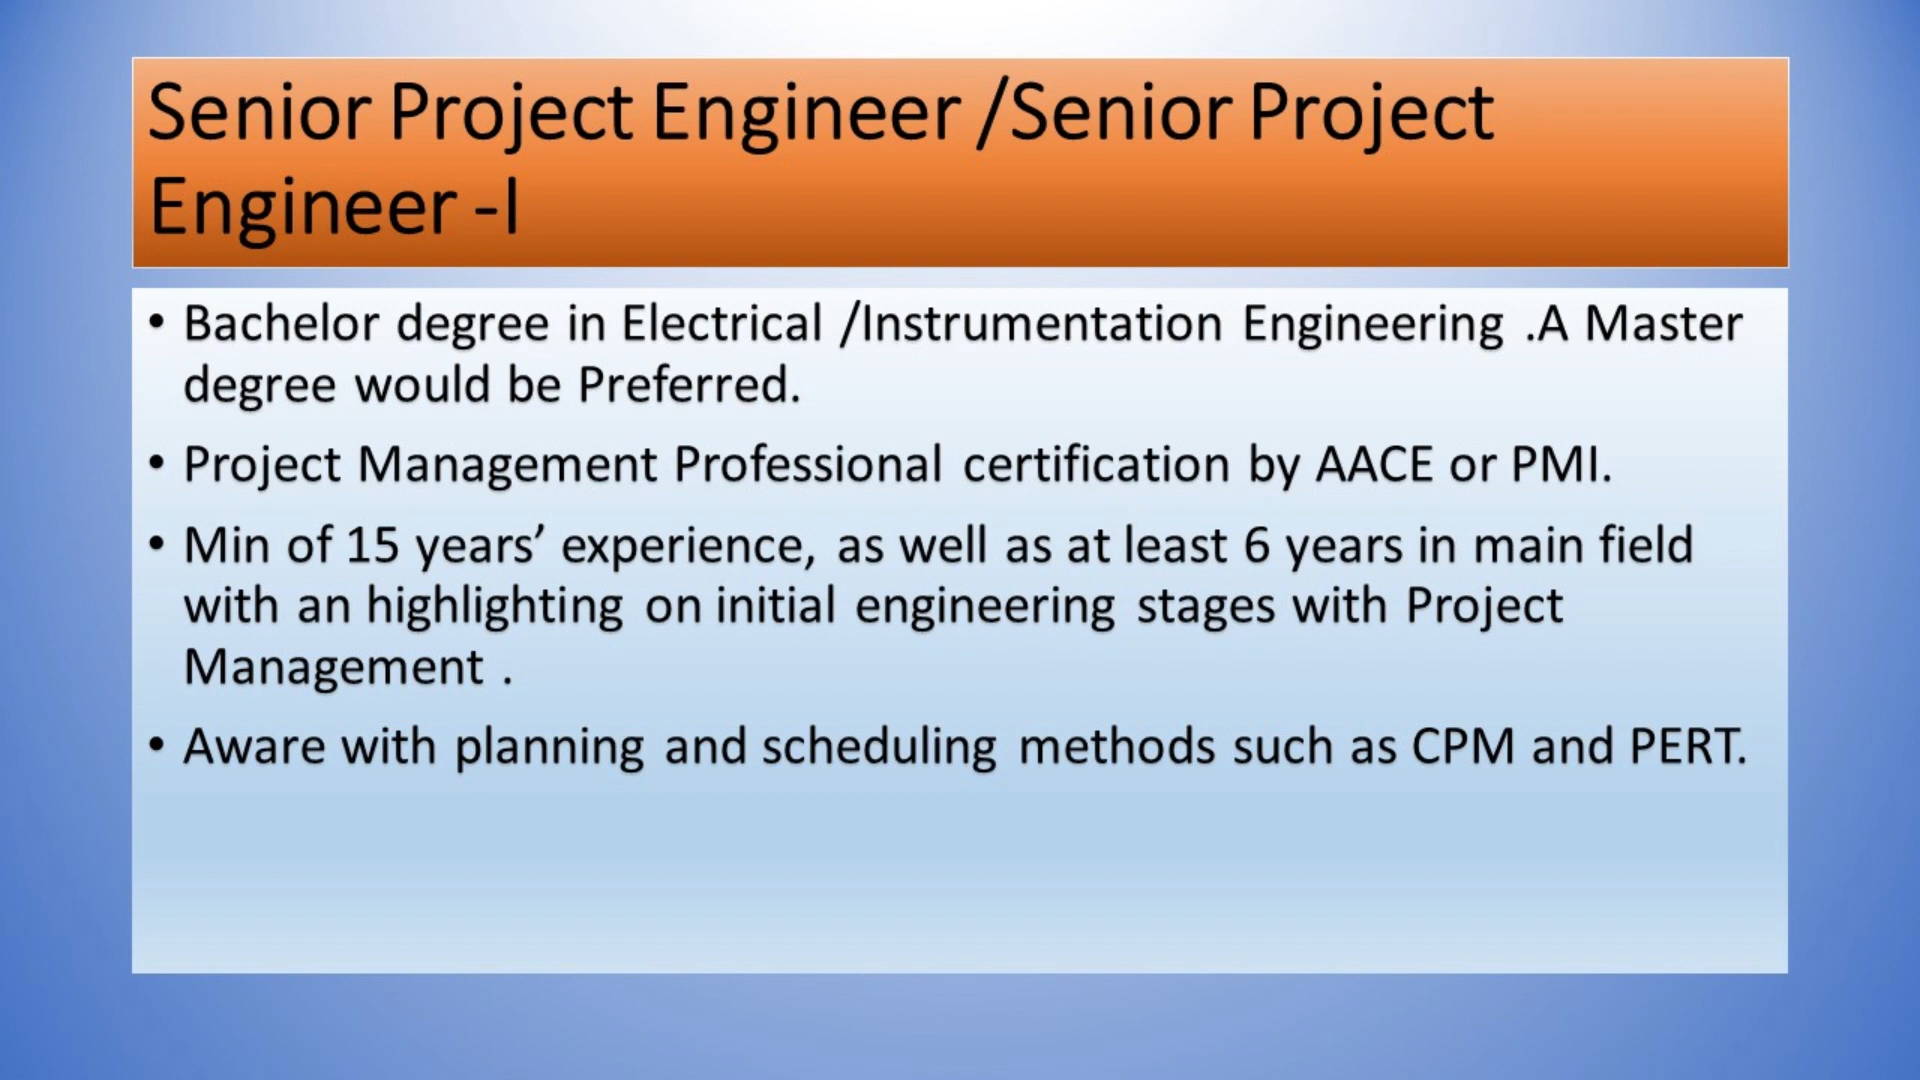 Senior Project Engineer /Senior Project
Engineer -I
• Bachelor degree in Electrical /Instrumentation Engineering .A Master
degree would be Preferred.
• Project Management Professional certification by AACE or PMI.
• Min of 15 years’ experience, as well as at least 6 years in main field
with an highlighting on initial engineering stages with Project
Management .
• Aware with planning and scheduling methods such as CPM and PERT.